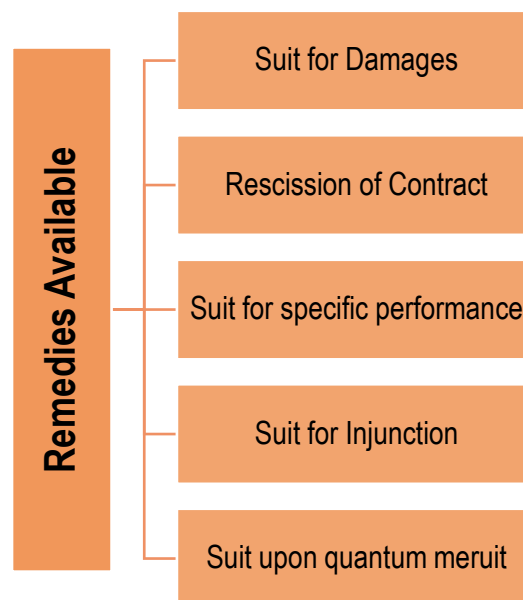 Remedies Available
Suit for Damages
Rescission of Contract
Suit for specific performance
Suit for Injunction
Suit upon quantum meruit